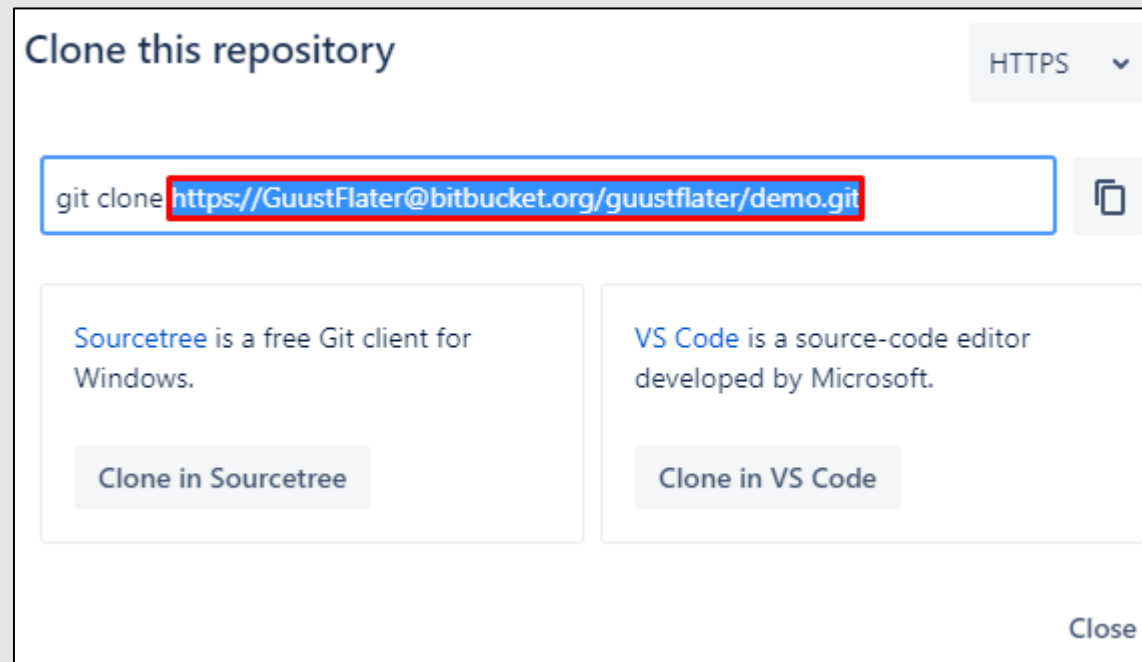 Clone this repository
HTTPS
git clone https://GuustFlater@bitbucket.org/guustflater/demo.git
Sourcetree is a free Git client for
Windows.
Clone in Sourcetree
VS Code is a source-code editor
developed by Microsoft.
Clone in VS Code
Close